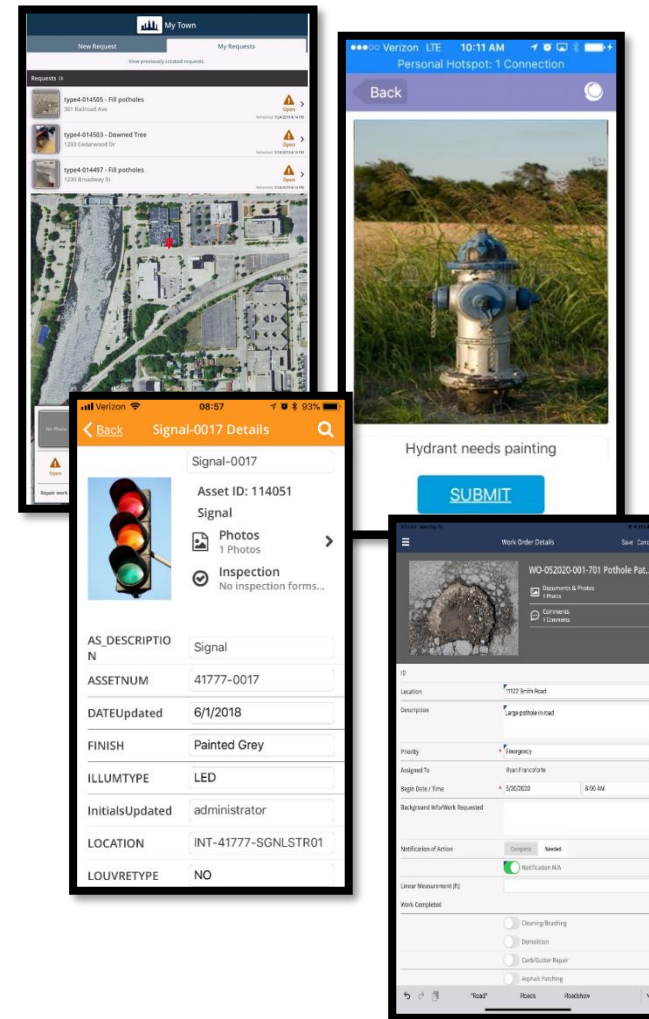 My Town
New Request
My Requests
View previously created requests.
Requests (3)
type4-014505 - Fill potholes
361 Railroad Ave
Open
type4-014503 - Downed Tree
1203 Cedarwood Dr
Open
type4-014497 - Fill potholes
1230 Broadway St
Open
No Photo
Open
Repair work
Verizon LTE 10:11 AM
Personal Hotspot: 1 Connection
Back
Hydrant needs painting
SUBMIT
Verizon 08:57 93%
Back Signal-0017 Details
Signal-0017
Asset ID: 114051
Signal
Photos
1 Photos
Inspection
No inspection forms...
AS_DESCRIPTIO
N
Signal
ASSETNUM 41777-0017
DATEUpdated 6/1/2018
FINISH Painted Grey
ILLUMTYPE LED
InitialsUpdated administrator
LOCATION INT-41777-SGNLSTR01
LOUVRETYPE NO
Work Order Details Save
WO-052020-001-701 Pothole Pat...
Documents & Photos
1 Photos
Comments
1 Comments
ID
Location 11122 Smith Road
Description Large pothole in road
Priority * Emergency
Assigned To Ryan Francoforte
Begin Date / Time * 5/20/2020 8:00 AM
Background Info/Work Requested
Notification of Action Complete Needed
Notification N/A
Linear Measurement (ft)
Work Completed
Cleaning/Brushing
Demolition
Curb/Gutter Repair
Asphalt Patching
"Road" Roads Roadshow